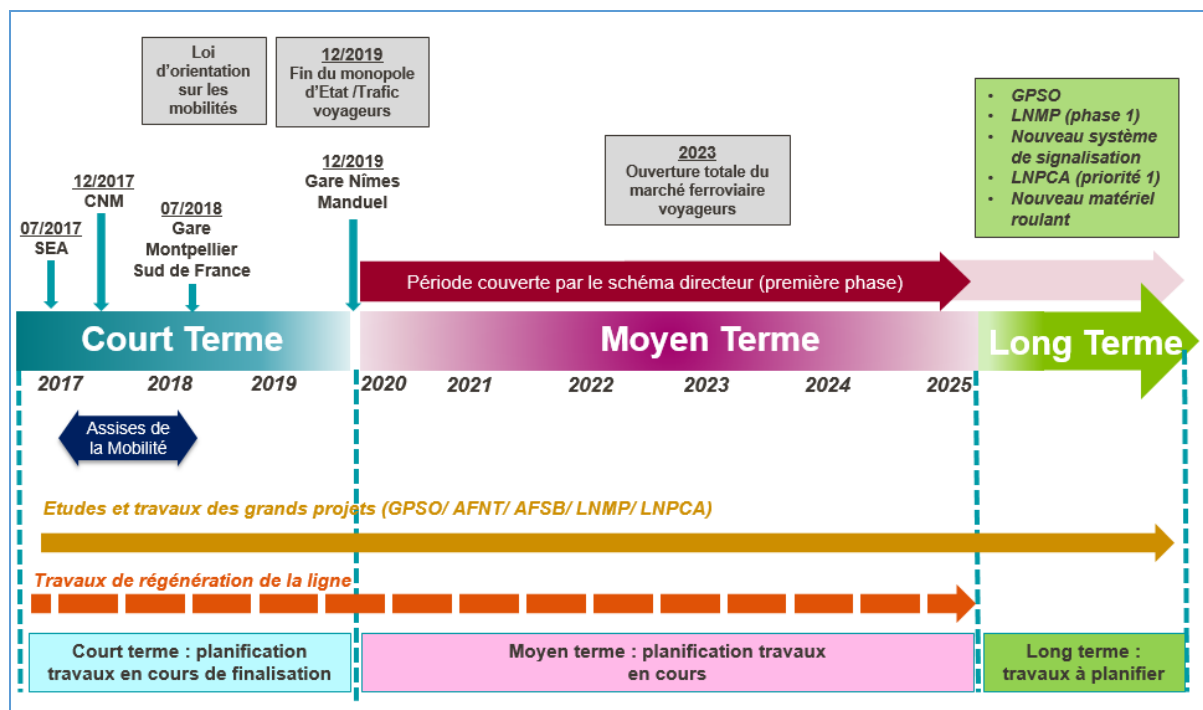 Loi
d'orientation
sur les
mobilités
12/2019
Fin du monopole
d'Etat /Trafic
voyageurs
2023
Ouverture totale du
marché ferroviaire
voyageurs
• GPSO
• LNMP (phase 1)
• Nouveau système
de signalisation
• LNPCA (priorité 1)
• Nouveau matériel
roulant
07/2017
SEA
12/2017
CNM
07/2018
Gare
Montpellier
Sud de France
12/2019
Gare Nîmes
Manduel
Période couverte par le schéma directeur (première phase)
Court Terme
Moyen Terme
Long Terme
2017
2018
2019
2020
2021
2022
2023
2024
2025
Assises de
la Mobilité
Etudes et travaux des grands projets (GPSO/ AFNT/ AFSB/ LNMP/ LNPCA)
Travaux de régénération de la ligne
Court terme : planification
travaux en cours de finalisation
Moyen terme : planification travaux
en cours
Long terme :
travaux à planifier